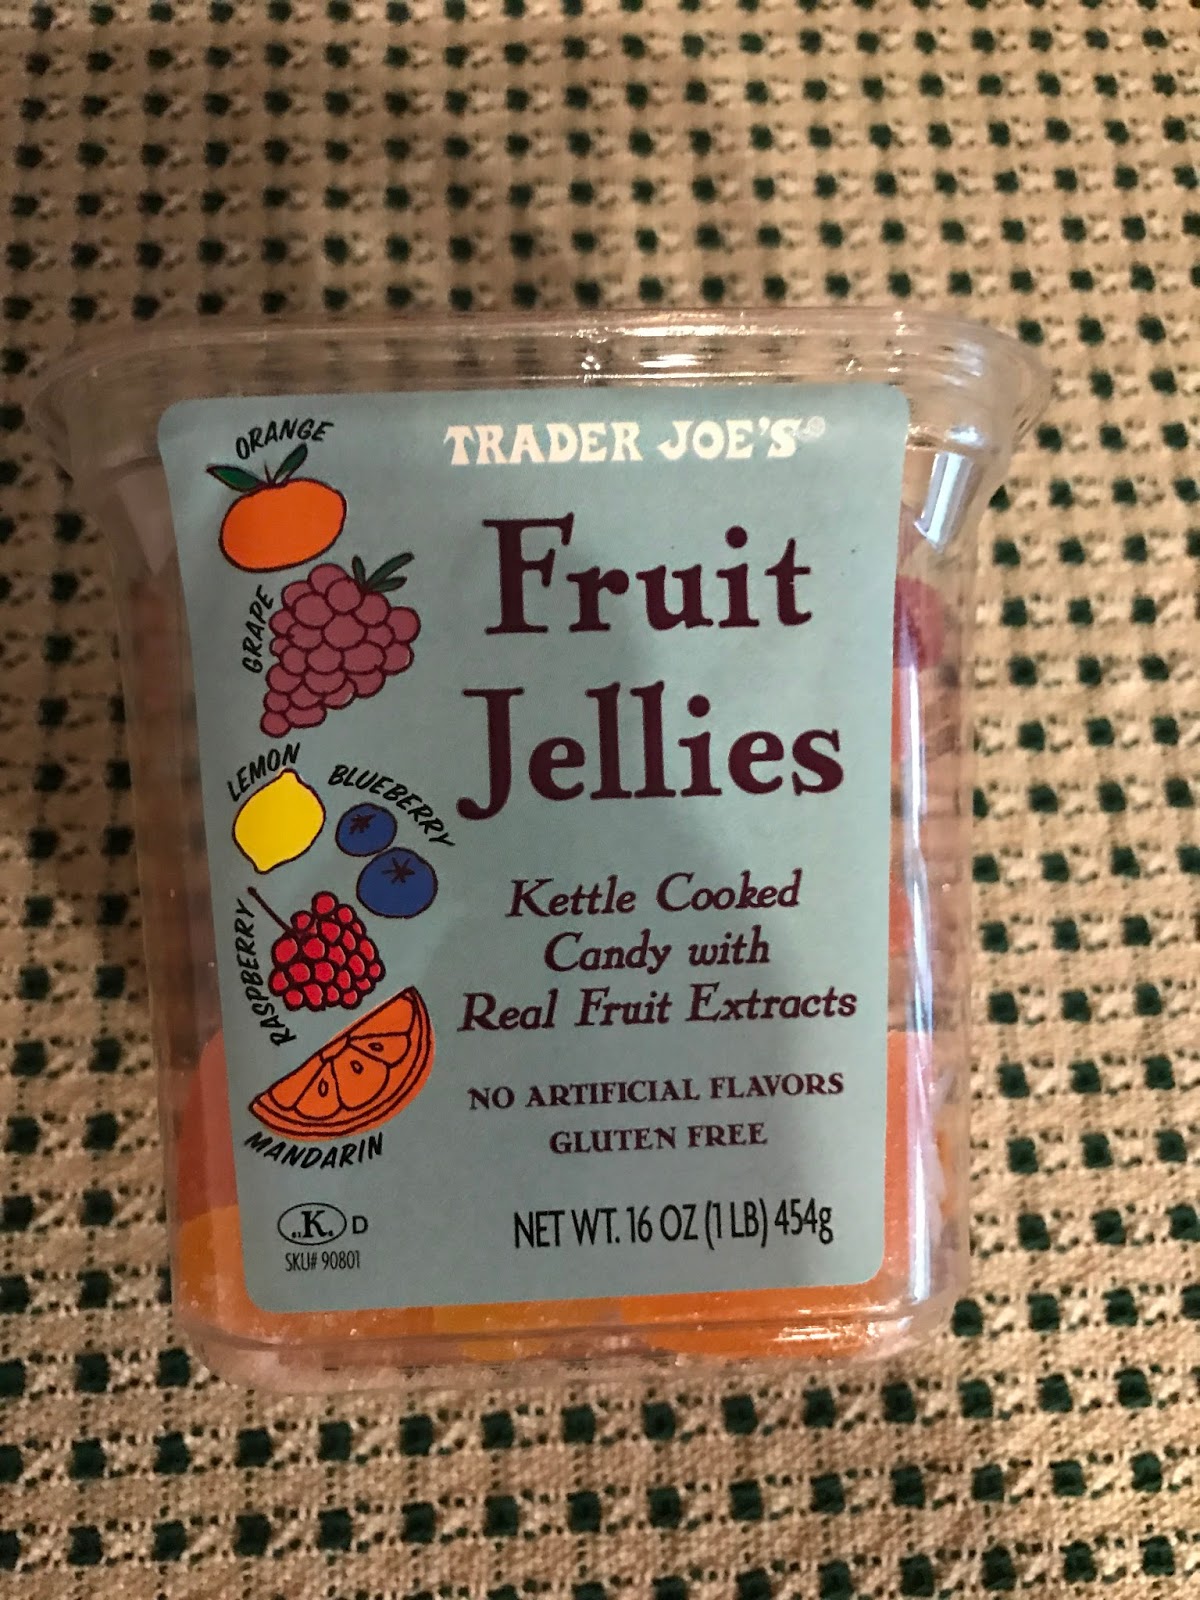 TRADER JOE'S®
Fruit
Jellies
Kettle Cooked
Candy with
Real Fruit Extracts
NO ARTIFICIAL FLAVORS
GLUTEN FREE
NET WT. 16 OZ (1 LB) 454g
ORANGE
GRAPE
LEMON
BLUEBERRY
RASPBERRY
MANDARIN
K D
SKU# 90801